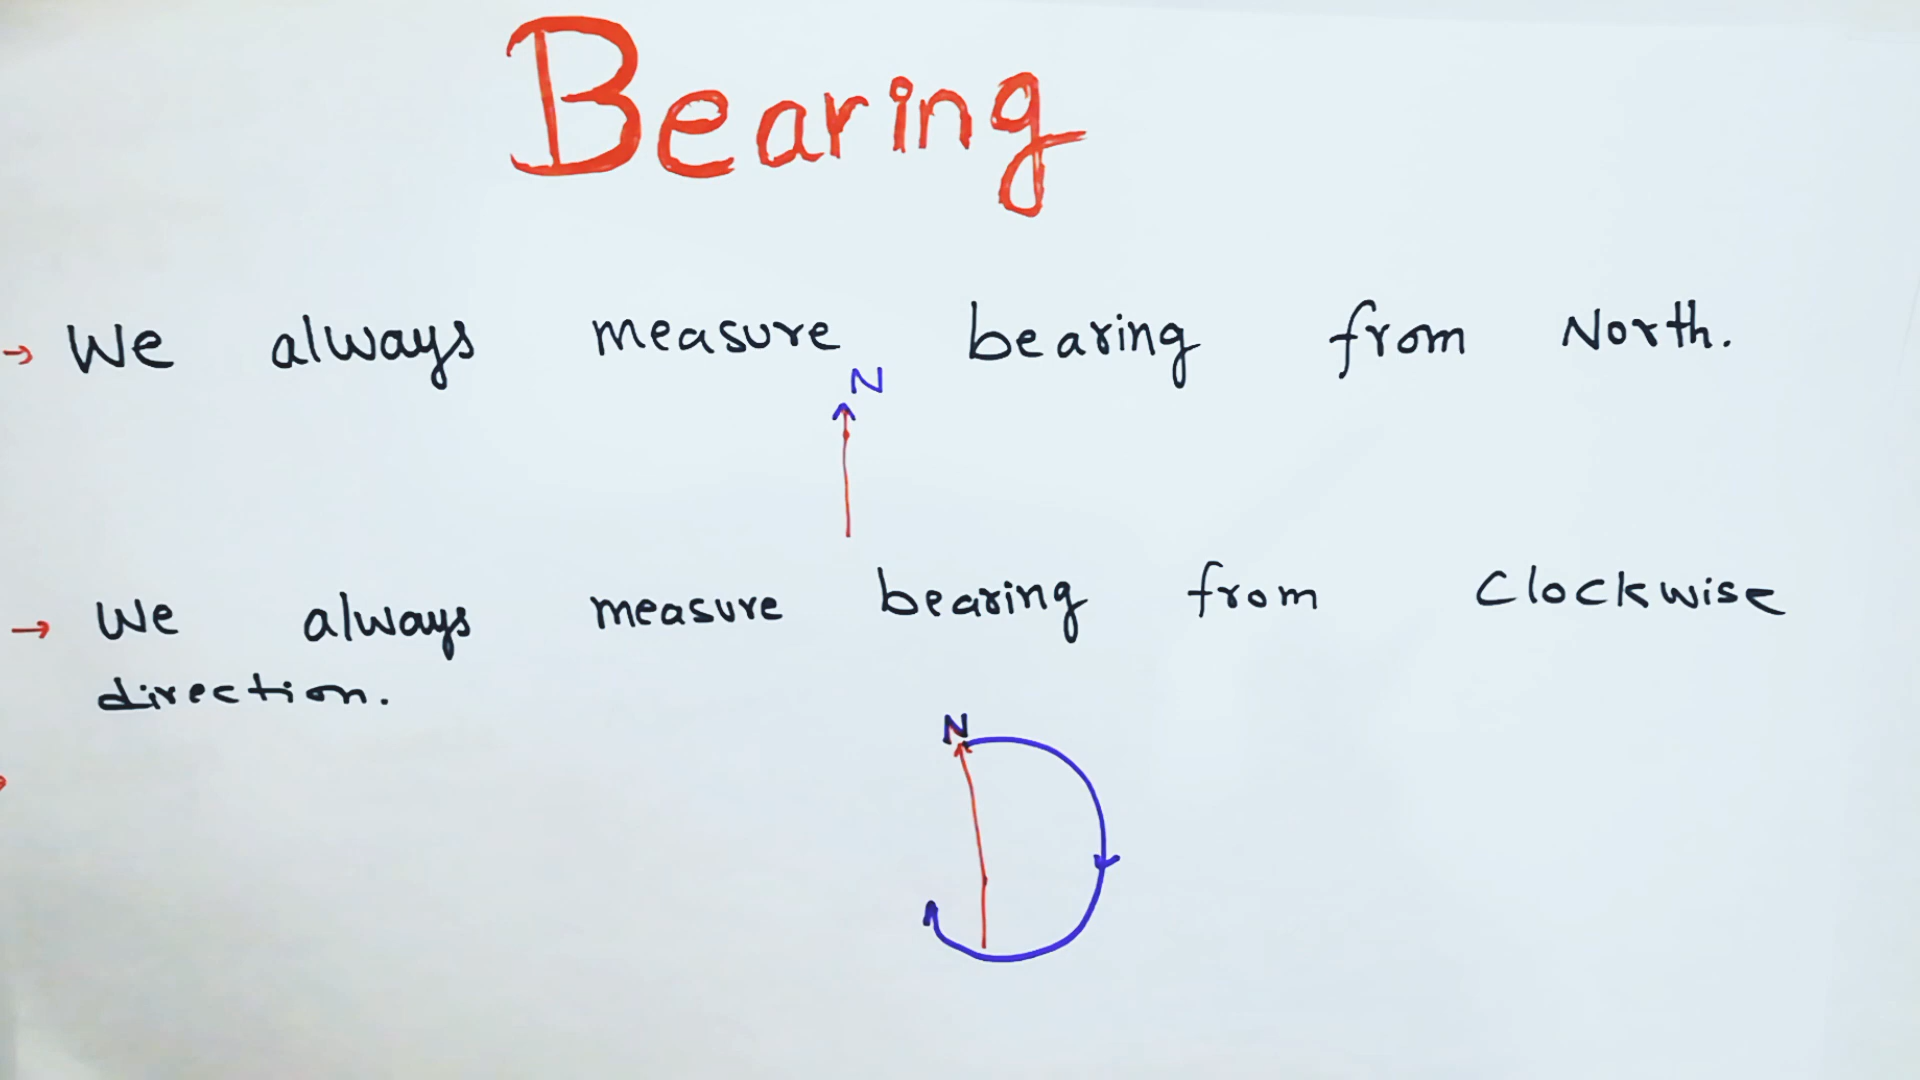 Bearing
→ We always measure bearing from North.
N
→ We always measure bearing from Clockwise
direction.
N